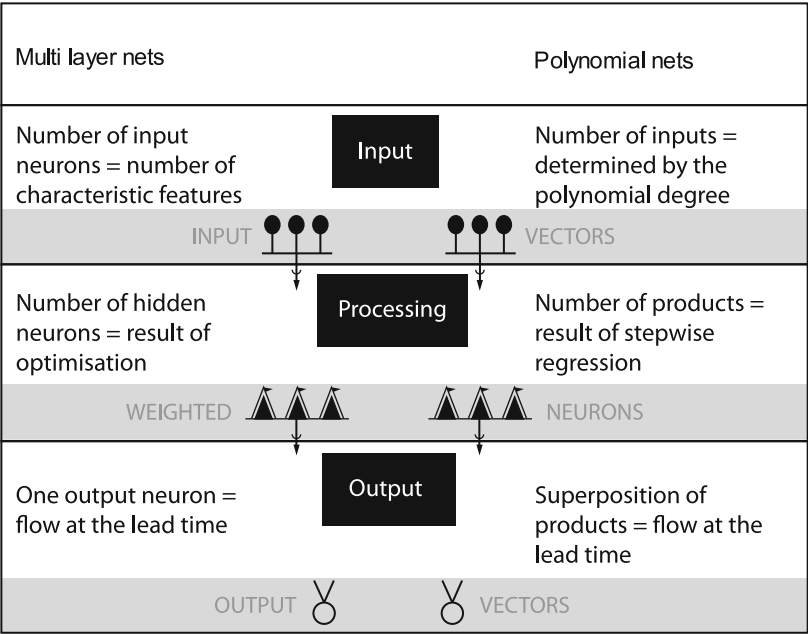 Multi layer nets
Polynomial nets
Number of input
neurons = number of
characteristic features
Input
Number of inputs =
determined by the
polynomial degree
INPUT
VECTORS
Number of hidden
neurons = result of
optimisation
Processing
Number of products =
result of stepwise
regression
WEIGHTED
NEURONS
One output neuron =
flow at the lead time
Output
Superposition of
products = flow at the
lead time
OUTPUT
VECTORS